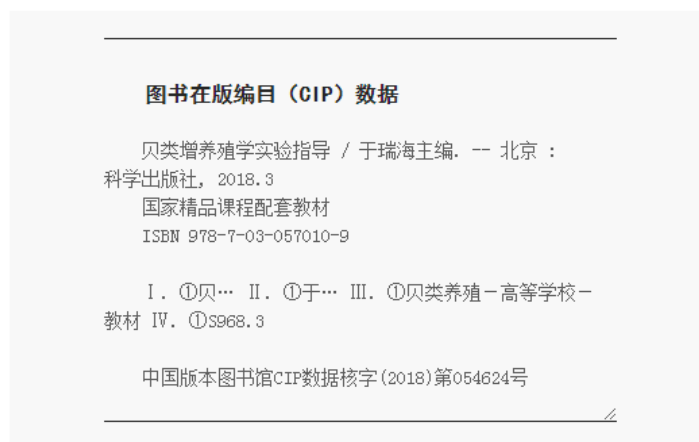 图书在版编目（CIP）数据
贝类增养殖学实验指导 / 于瑞海主编. -- 北京 :
科学出版社, 2018.3
国家精品课程配套教材
ISBN 978-7-03-057010-9
Ⅰ. ①贝… Ⅱ. ①于… Ⅲ. ①贝类养殖－高等学校－
教材 Ⅳ. ①S968.3
中国版本图书馆CIP数据核字(2018)第054624号